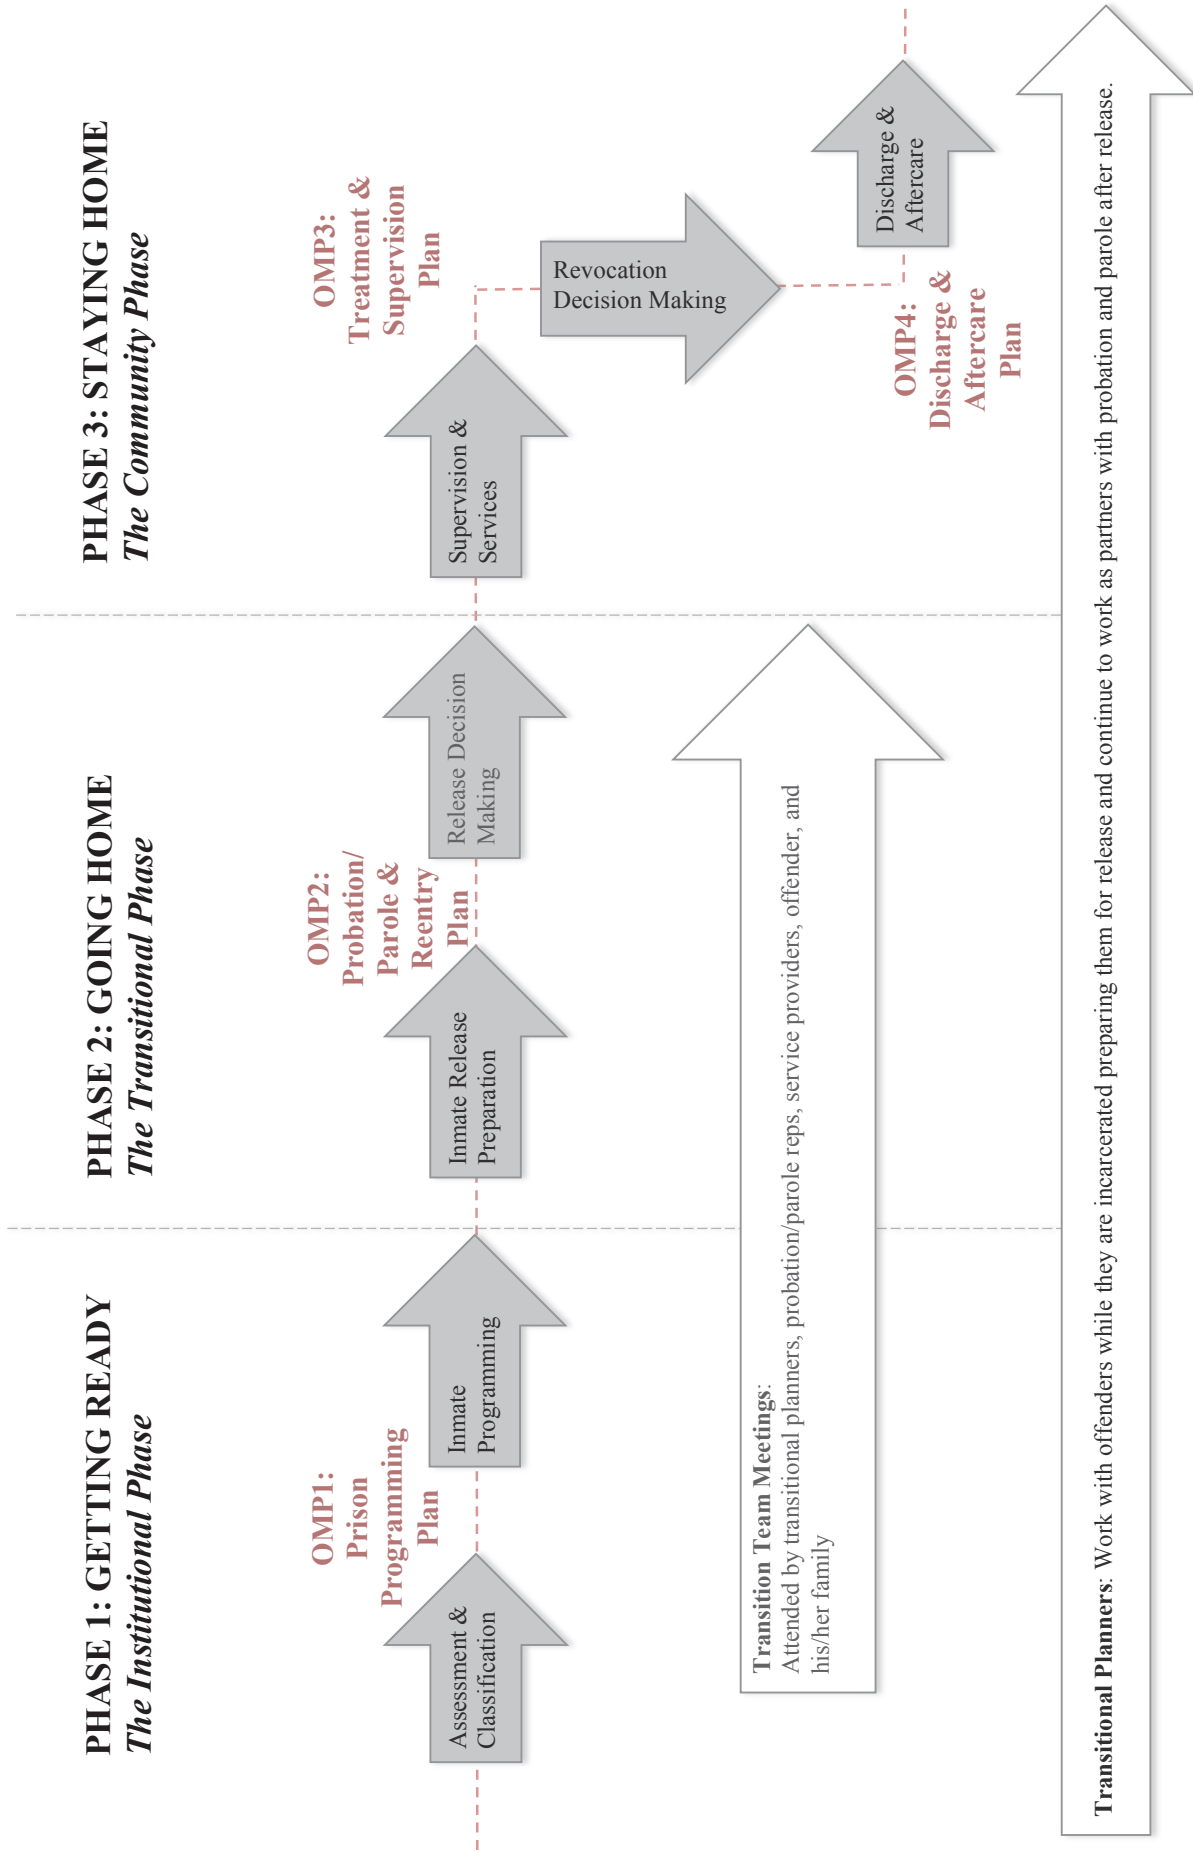 PHASE 1: GETTING READY
The Institutional Phase
PHASE 2: GOING HOME
The Transitional Phase
PHASE 3: STAYING HOME
The Community Phase
OMP1:
Prison
Programming
Plan
OMP2:
Probation/
Parole &
Reentry
Plan
OMP3:
Treatment &
Supervision
Plan
Assessment &
Classification
Inmate
Programming
Inmate Release
Preparation
Release Decision
Making
Supervision &
Services
Revocation
Decision Making
OMP4:
Discharge &
Aftercare
Plan
Discharge &
Aftercare
Transition Team Meetings:
Attended by transitional planners, probation/parole reps, service providers, offender, and
his/her family
Transitional Planners: Work with offenders while they are incarcerated preparing them for release and continue to work as partners with probation and parole after release.